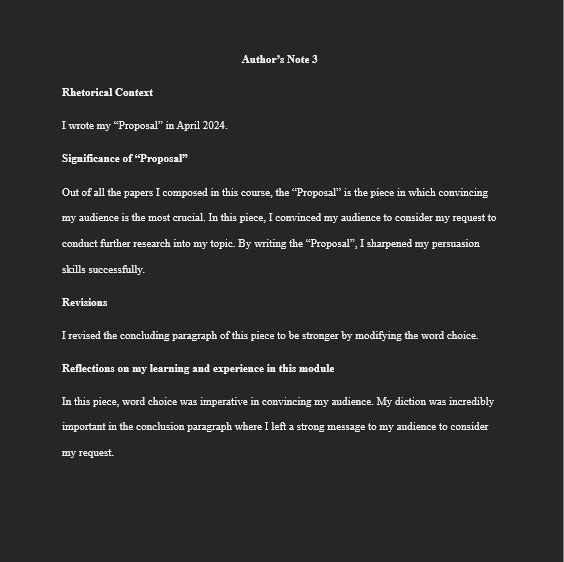 Author’s Note 3
Rhetorical Context
I wrote my “Proposal” in April 2024.
Significance of “Proposal”
Out of all the papers I composed in this course, the “Proposal” is the piece in which convincing
my audience is the most crucial. In this piece, I convinced my audience to consider my request to
conduct further research into my topic. By writing the “Proposal”, I sharpened my persuasion
skills successfully.
Revisions
I revised the concluding paragraph of this piece to be stronger by modifying the word choice.
Reflections on my learning and experience in this module
In this piece, word choice was imperative in convincing my audience. My diction was incredibly
important in the conclusion paragraph where I left a strong message to my audience to consider
my request.